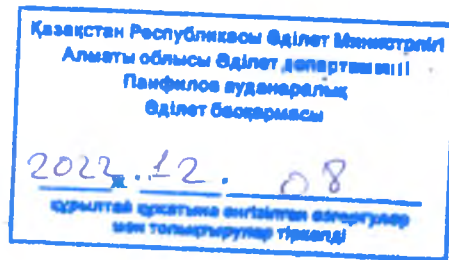 Қазақстан Республикасы Әділет Министрлігі
Алматы облысы Әділет департаменті
Панфилов ауданаралық
Әділет басқармасы
2022 ж. 12. 08
құрылтай құжатына енгізілген өзгертулер
мен толықтырулар тіркелді